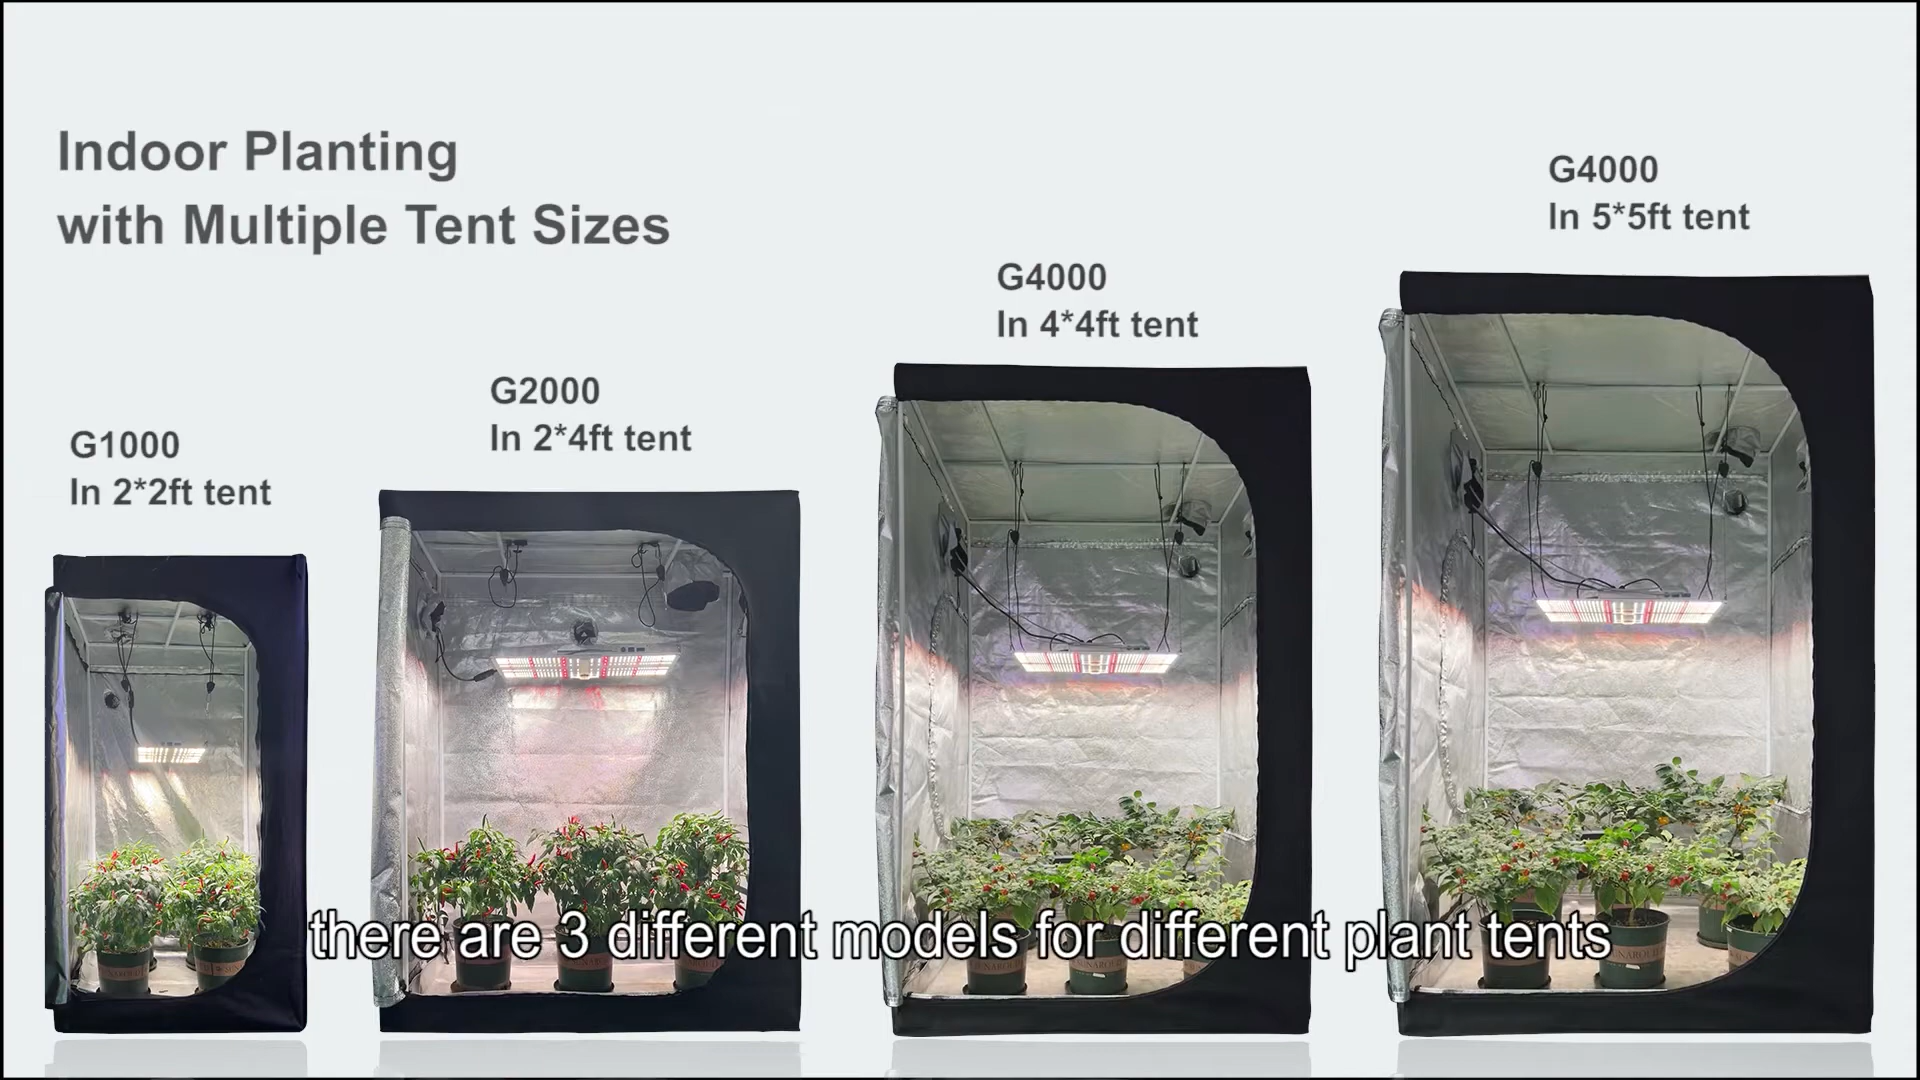 Indoor Planting
with Multiple Tent Sizes
G1000
In 2*2ft tent
G2000
In 2*4ft tent
G4000
In 4*4ft tent
G4000
In 5*5ft tent
there are 3 different models for different plant tents